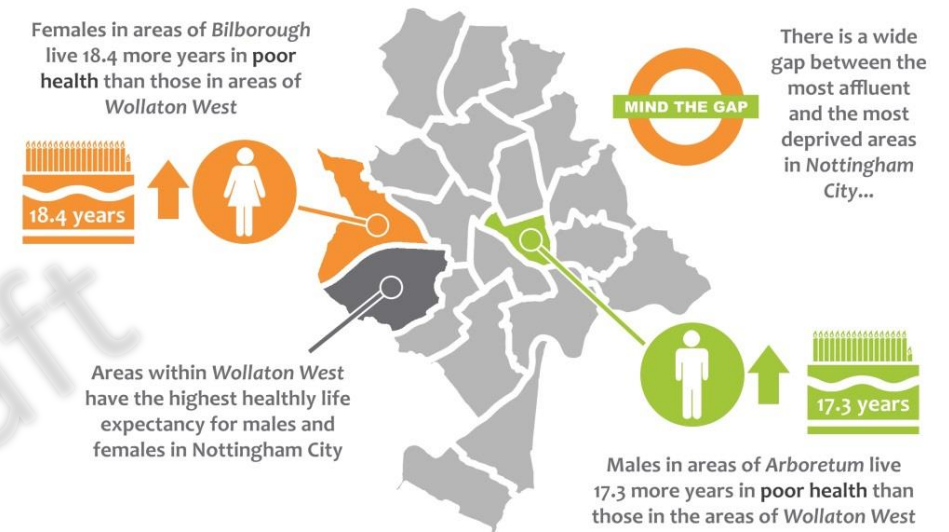 Females in areas of Bilborough
live 18.4 more years in poor
health than those in areas of
Wollaton West
18.4 years
MIND THE GAP
There is a wide
gap between the
most affluent
and the most
deprived areas
in Nottingham
City...
Areas within Wollaton West
have the highest healthly life
expectancy for males and
females in Nottingham City
17.3 years
Males in areas of Arboretum live
17.3 more years in poor health than
those in the areas of Wollaton West